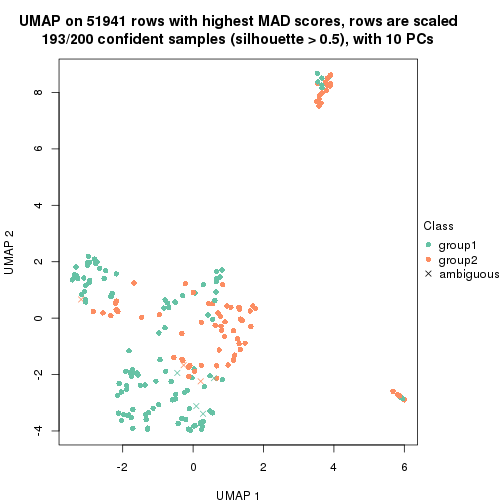 UMAP on 51941 rows with highest MAD scores, rows are scaled
193/200 confident samples (silhouette > 0.5), with 10 PCs
UMAP 2
8
6
4
2
0
-2
-4
-2
0
2
4
6
UMAP 1
Class
group1
group2
ambiguous